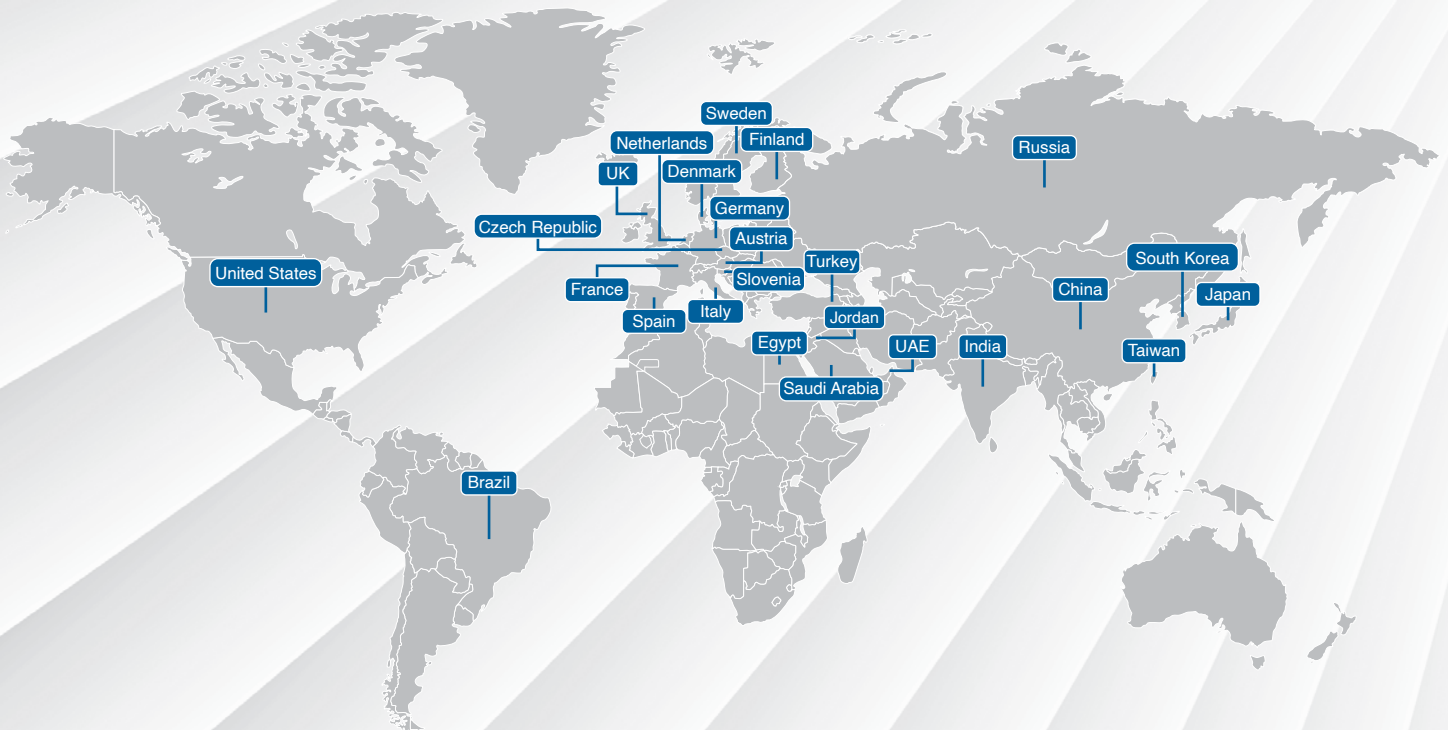 Sweden
Netherlands
Finland
Russia
UK
Denmark
Germany
Czech Republic
Austria
South Korea
Turkey
United States
Slovenia
France
China
Japan
Italy
Spain
Jordan
Egypt
UAE
India
Taiwan
Saudi Arabia
Brazil